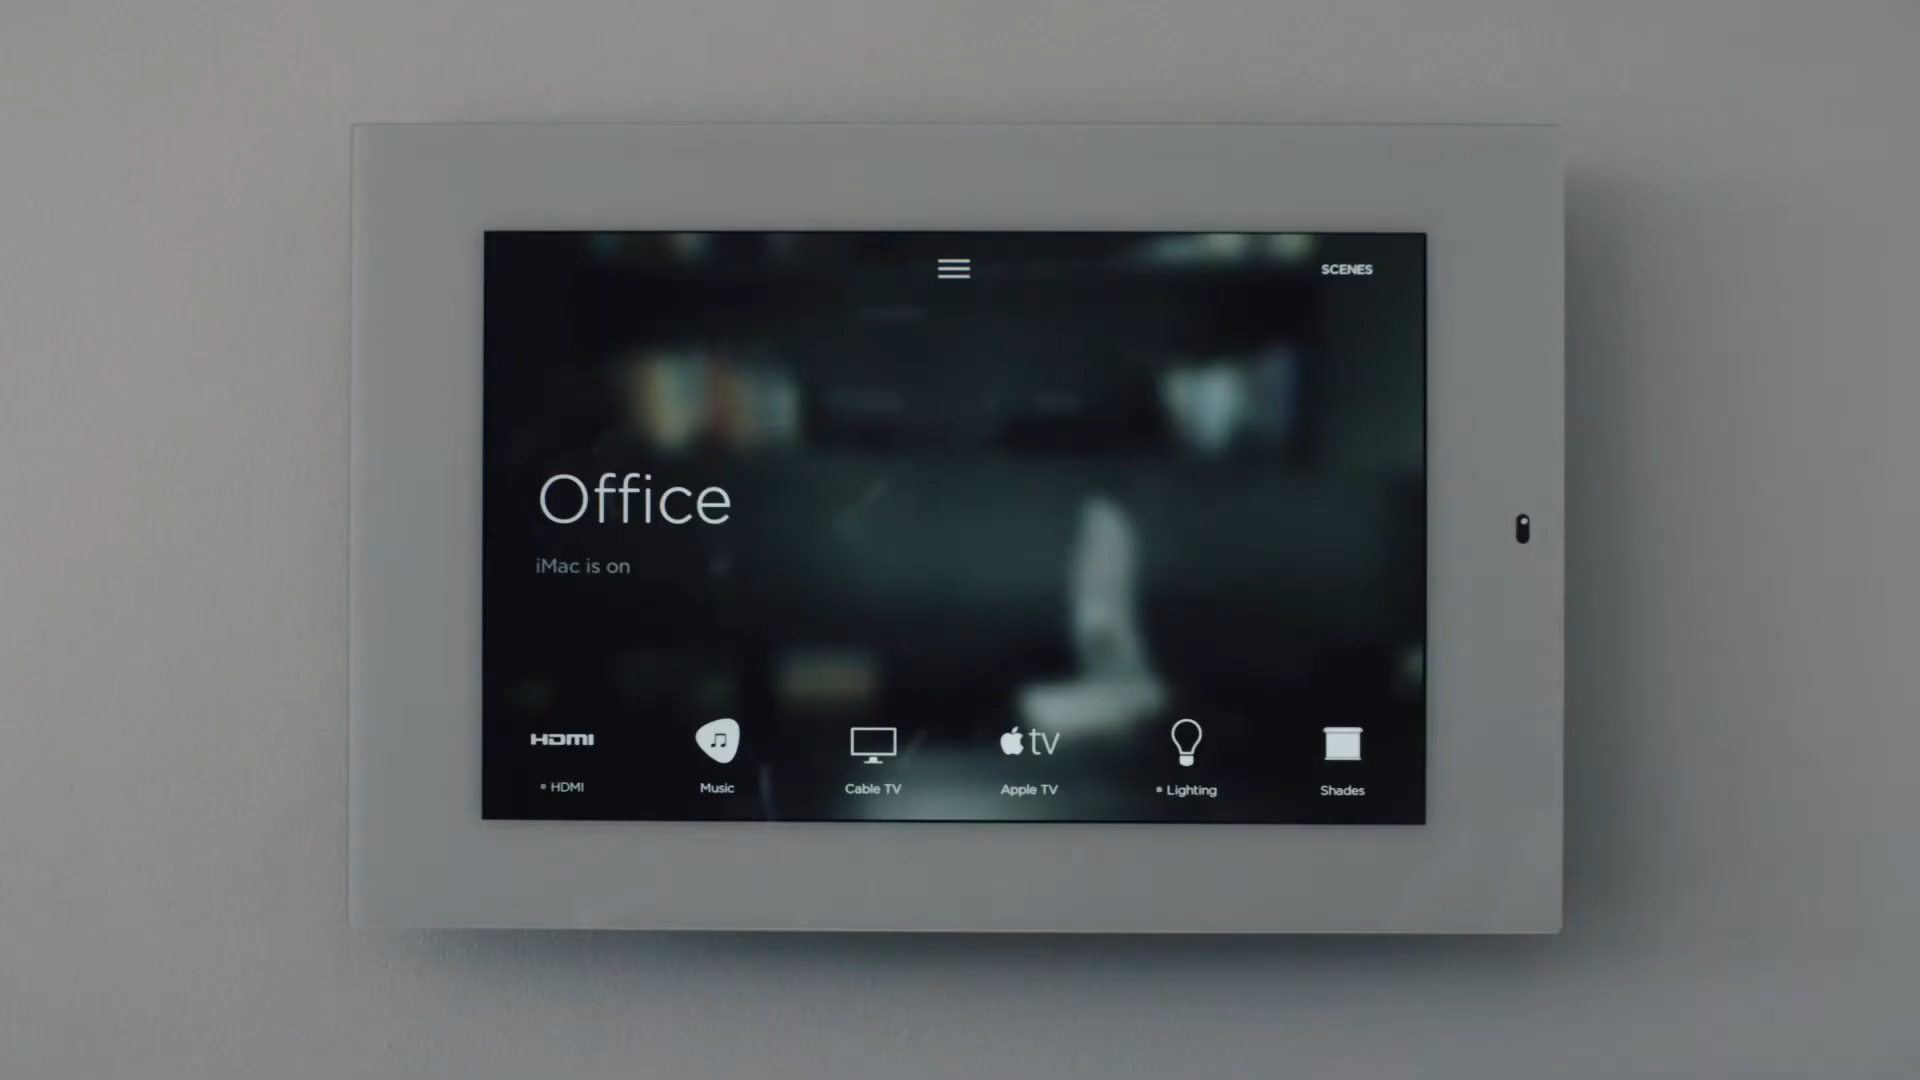 SCENES
Office
iMac is on
HDMI
tv
HDMI
Music
Cable TV
Apple TV
Lighting
Shades